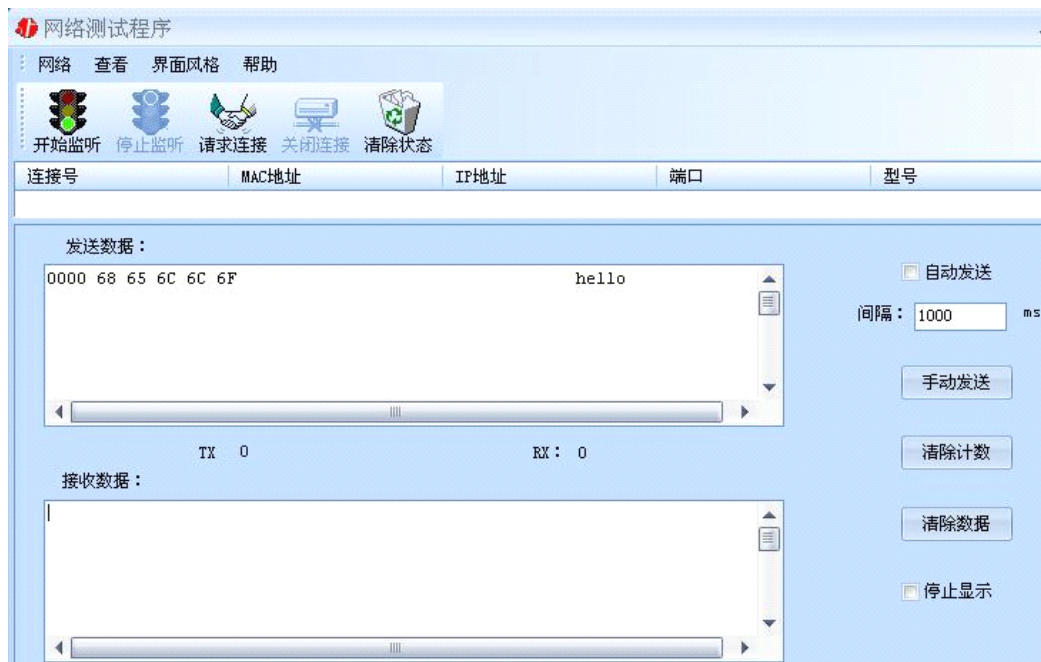 网络测试程序
网络 查看 界面风格 帮助
开始监听 停止监听 请求连接 关闭连接 清除状态
连接号 MAC地址 IP地址 端口 型号
发送数据：
0000 68 65 6C 6C 6F hello
自动发送
间隔： 1000 ms
手动发送
TX 0 RX： 0
清除计数
接收数据：
清除数据
停止显示